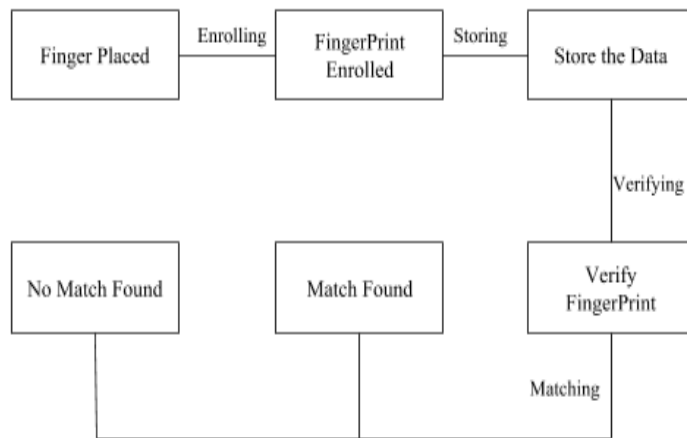 Finger Placed
Enrolling
FingerPrint
Enrolled
Storing
Store the Data
Verifying
No Match Found
Match Found
Verify
FingerPrint
Matching